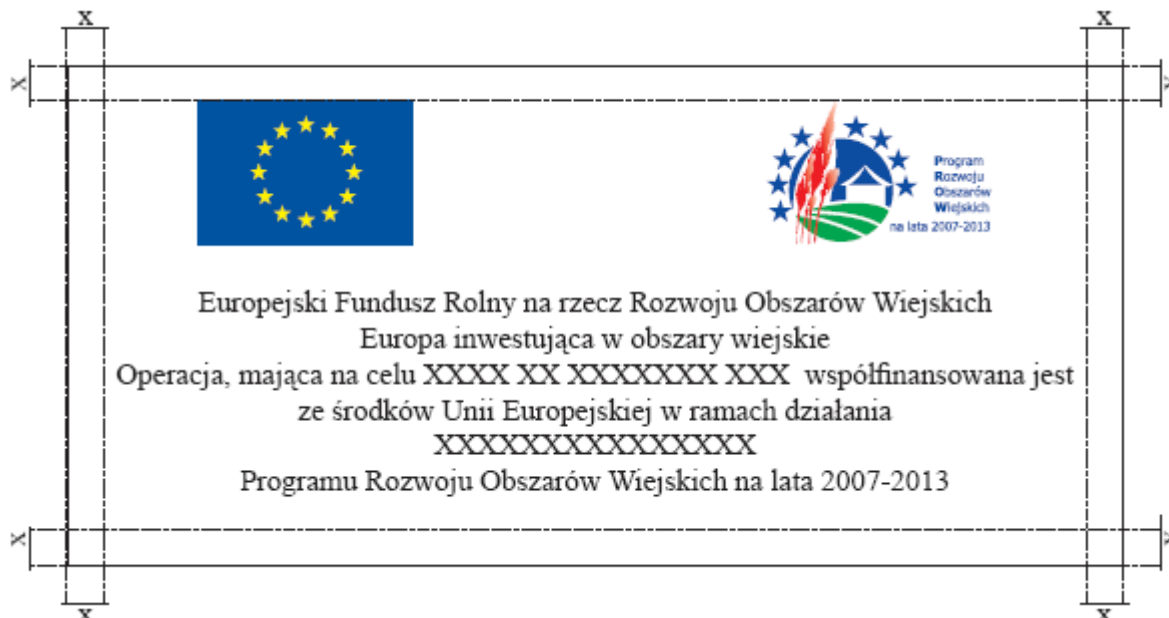 x x
x x
Program
Rozwoju
Obszarów
Wiejskich
na lata 2007-2013
Europejski Fundusz Rolny na rzecz Rozwoju Obszarów Wiejskich
Europa inwestująca w obszary wiejskie
Operacja, mająca na celu XXXX XX XXXXXXX XXX współfinansowana jest
ze środków Unii Europejskiej w ramach działania
XXXXXXXXXXXXXXX
Programu Rozwoju Obszarów Wiejskich na lata 2007-2013
x x
x x